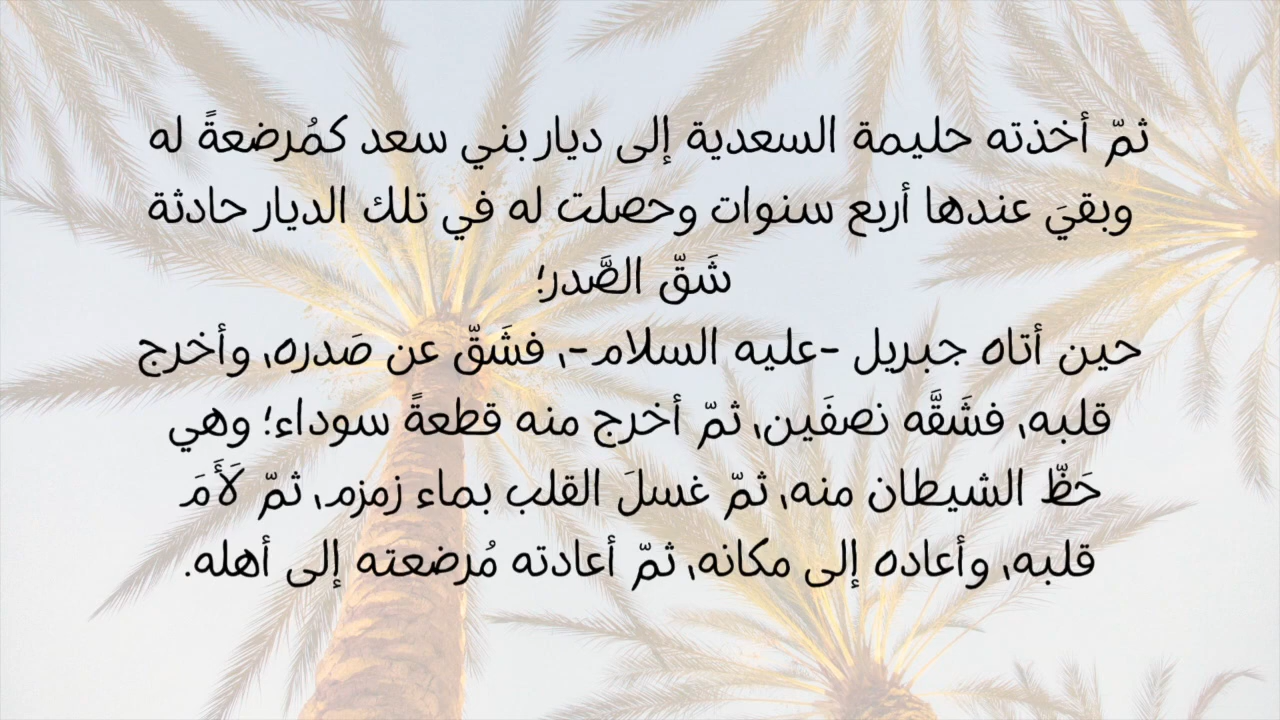 ثمّ أخذته حليمة السعدية إلى ديار بني سعد كمُرضعةً له
وبقيَ عندها أربع سنوات وحصلت له في تلك الديار حادثة
شَقّ الصَّدر؛
حين أتاه جبريل -عليه السلام-، فشَقّ عن صَدره، وأخرج
قلبه، فشَقَّه نصفَين، ثمّ أخرج منه قطعةً سوداء؛ وهي
حَظّ الشيطان منه، ثمّ غسلَ القلب بماء زمزم، ثمّ لَأَمَ
قلبه، وأعاده إلى مكانه، ثمّ أعادته مُرضعته إلى أهله.